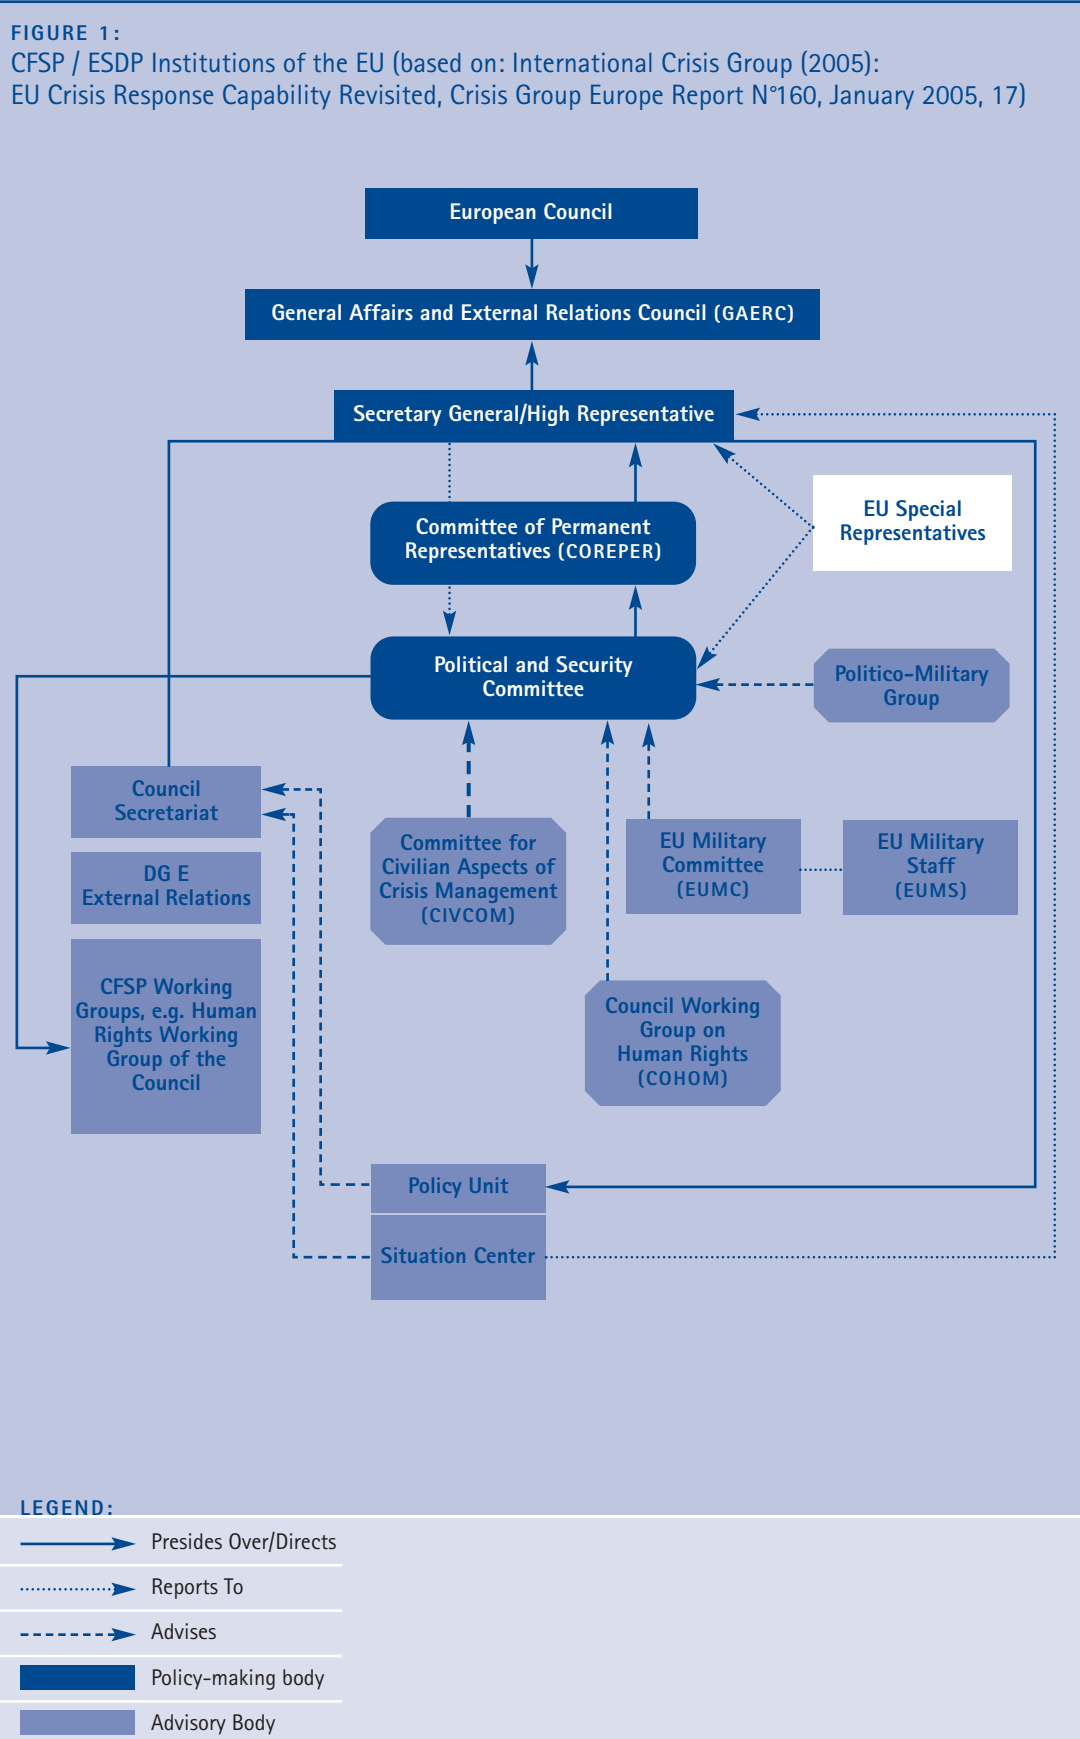 FIGURE 1:
CFSP / ESDP Institutions of the EU (based on: International Crisis Group (2005):
EU Crisis Response Capability Revisited, Crisis Group Europe Report N°160, January 2005, 17)
European Council
General Affairs and External Relations Council (GAERC)
Secretary General/High Representative
EU Special
Representatives
Committee of Permanent
Representatives (COREPER)
Political and Security
Committee
Politico-Military
Group
Council
Secretariat
DG E
External Relations
CFSP Working
Groups, e.g. Human
Rights Working
Group of the
Council
Committee for
Civilian Aspects of
Crisis Management
(CIVCOM)
EU Military
Committee
(EUMC)
EU Military
Staff
(EUMS)
Council Working
Group on
Human Rights
(COHOM)
Policy Unit
Situation Center
LEGEND:
Presides Over/Directs
Reports To
Advises
Policy-making body
Advisory Body